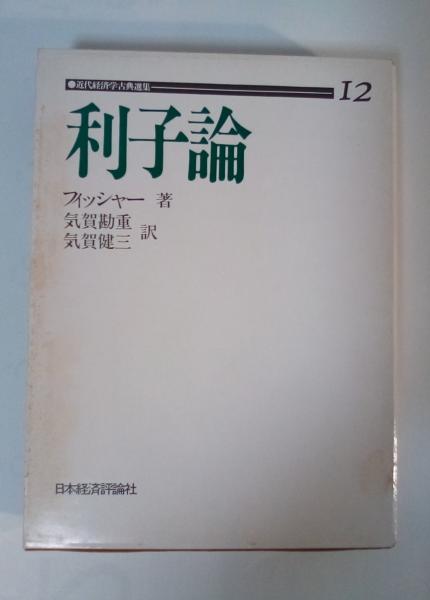 ●近代経済学古典選集
12
利子論
フィッシャー 著
気賀勘重
気賀健三 訳
日本経済評論社